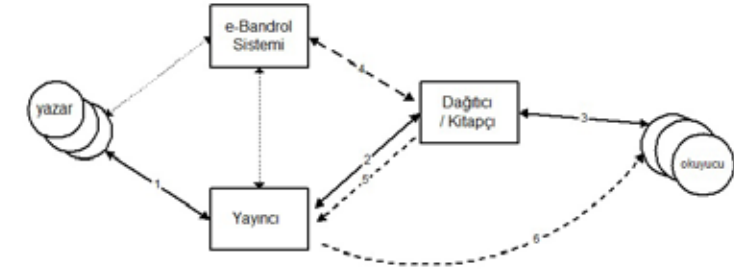 e-Bandrol
Sistemi
yazar
4
Dağıtıcı
/ Kitapçı
3
okuyucu
2
5
1
Yayıncı
6